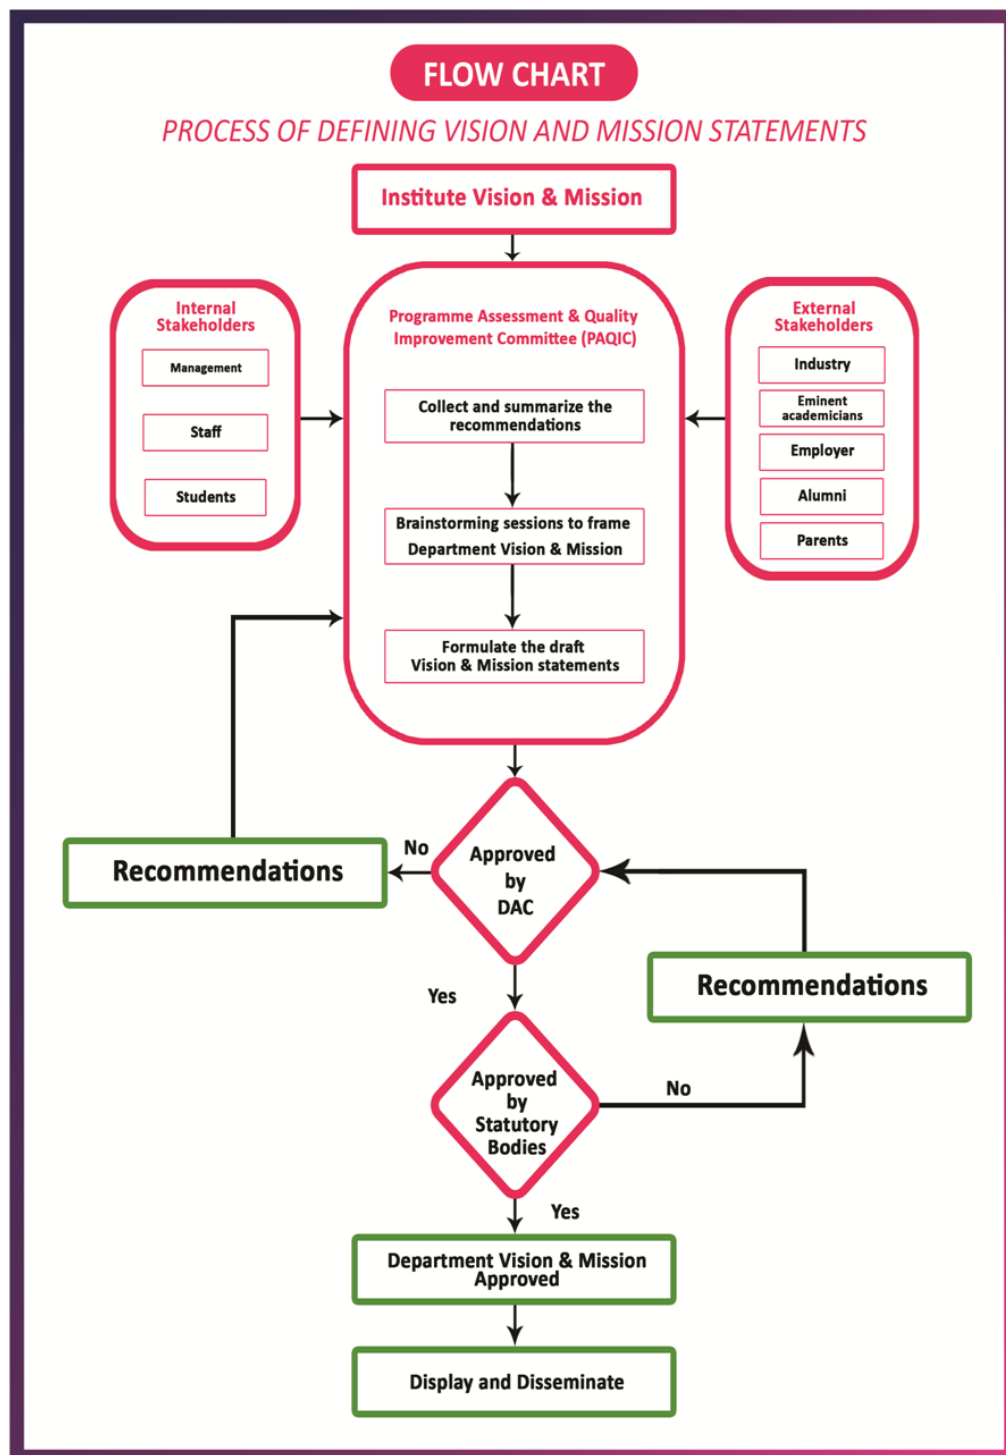 FLOW CHART
PROCESS OF DEFINING VISION AND MISSION STATEMENTS
Institute Vision & Mission
Internal
Stakeholders
Management
Staff
Students
Programme Assessment & Quality
Improvement Committee (PAQIC)
Collect and summarize the
recommendations
Brainstorming sessions to frame
Department Vision & Mission
Formulate the draft
Vision & Mission statements
External
Stakeholders
Industry
Eminent
academicians
Employer
Alumni
Parents
Approved
by
DAC
No
Recommendations
Yes
Recommendations
Approved
by
Statutory
Bodies
No
Yes
Department Vision & Mission
Approved
Display and Disseminate